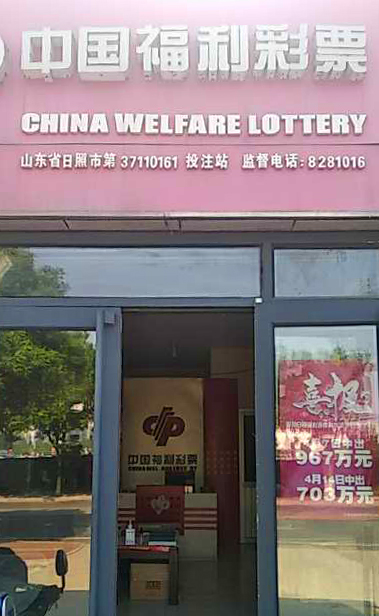 中国福利彩票
CHINA WELFARE LOTTERY
山东省日照市第 37110161 投注站 监督电话:8281016
中国福利彩票
喜报
967万元
4月14日中出
703万元